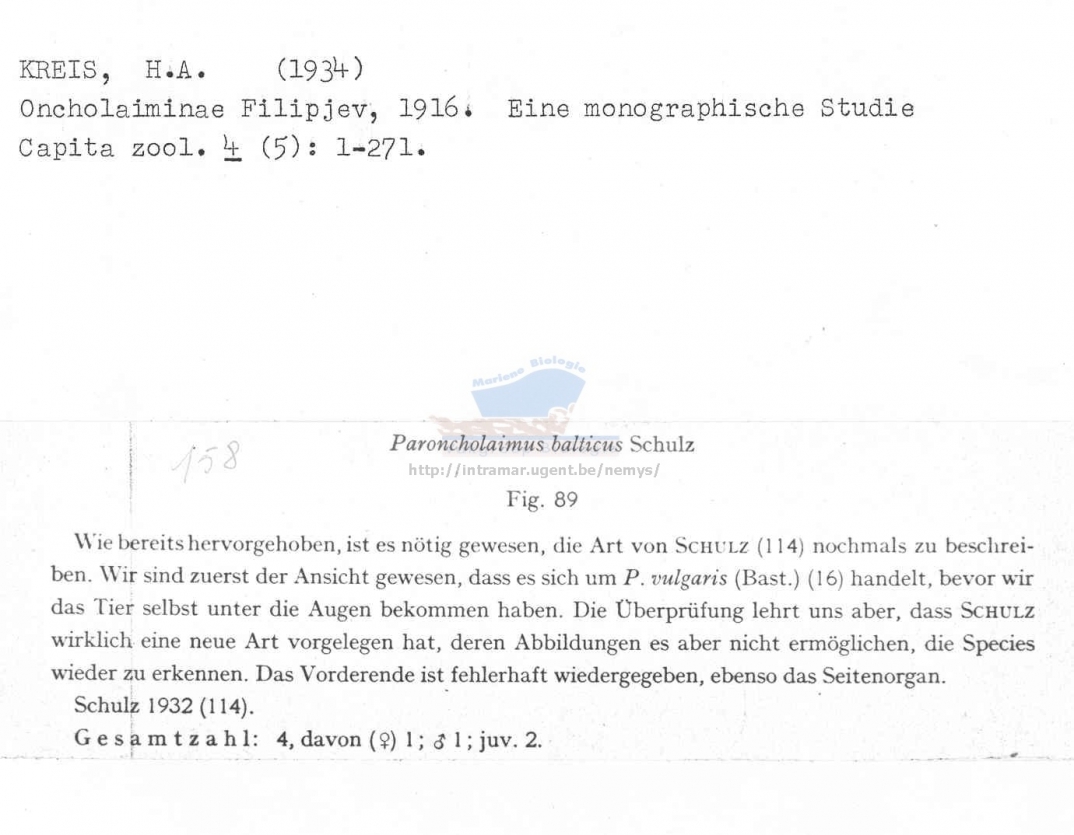 KREIS, H.A. (1934)
Oncholaiminae Filipjev, 1916. Eine monographische Studie
Capita zool. 4 (5): 1-271.
Mariene Biologie
158
Paroncholaimus balticus Schulz
http://intramar.ugent.be/nemys/
Fig. 89
Wie bereits hervorgehoben, ist es nötig gewesen, die Art von SCHULZ (114) nochmals zu beschrei-
ben. Wir sind zuerst der Ansicht gewesen, dass es sich um P. vulgaris (Bast.) (16) handelt, bevor wir
das Tier selbst unter die Augen bekommen haben. Die Überprüfung lehrt uns aber, dass SCHULZ
wirklich eine neue Art vorgelegen hat, deren Abbildungen es aber nicht ermöglichen, die Species
wieder zu erkennen. Das Vorderende ist fehlerhaft wiedergegeben, ebenso das Seitenorgan.
Schulz 1932 (114).
Gesamtzahl: 4, davon (♀) 1; ♂ 1; juv. 2.